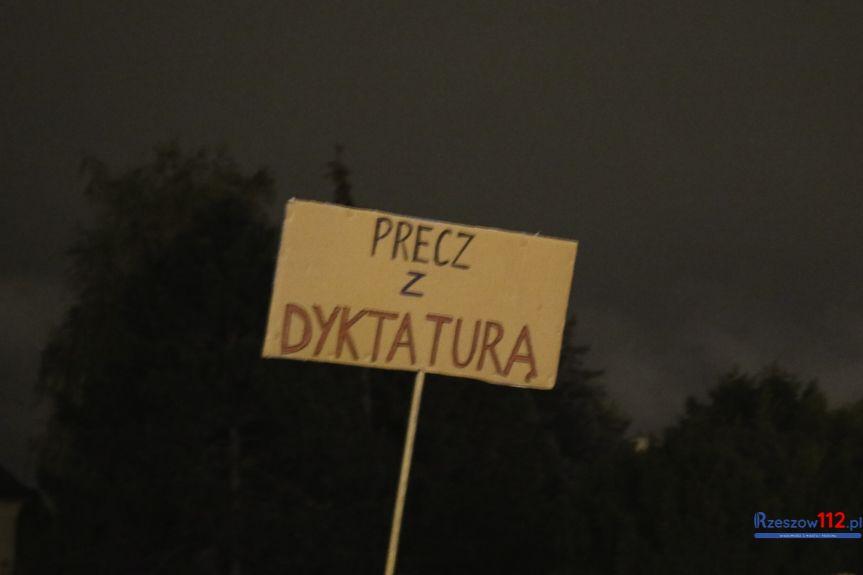 PRECZ
Z
DYKTATURĄ
Rzeszow112.pl